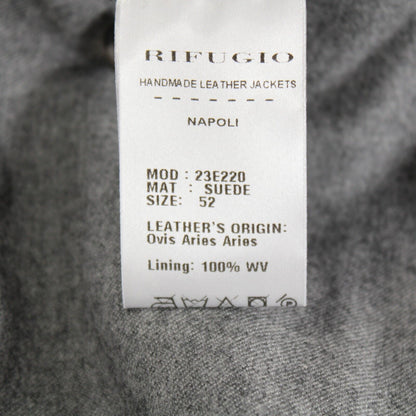 RIFUGIO
HANDMADE LEATHER JACKETS
- - - - - - -
NAPOLI
MOD : 23E220
MAT : SUEDE
SIZE: 52
LEATHER'S ORIGIN:
Ovis Aries Aries
Lining: 100% WV